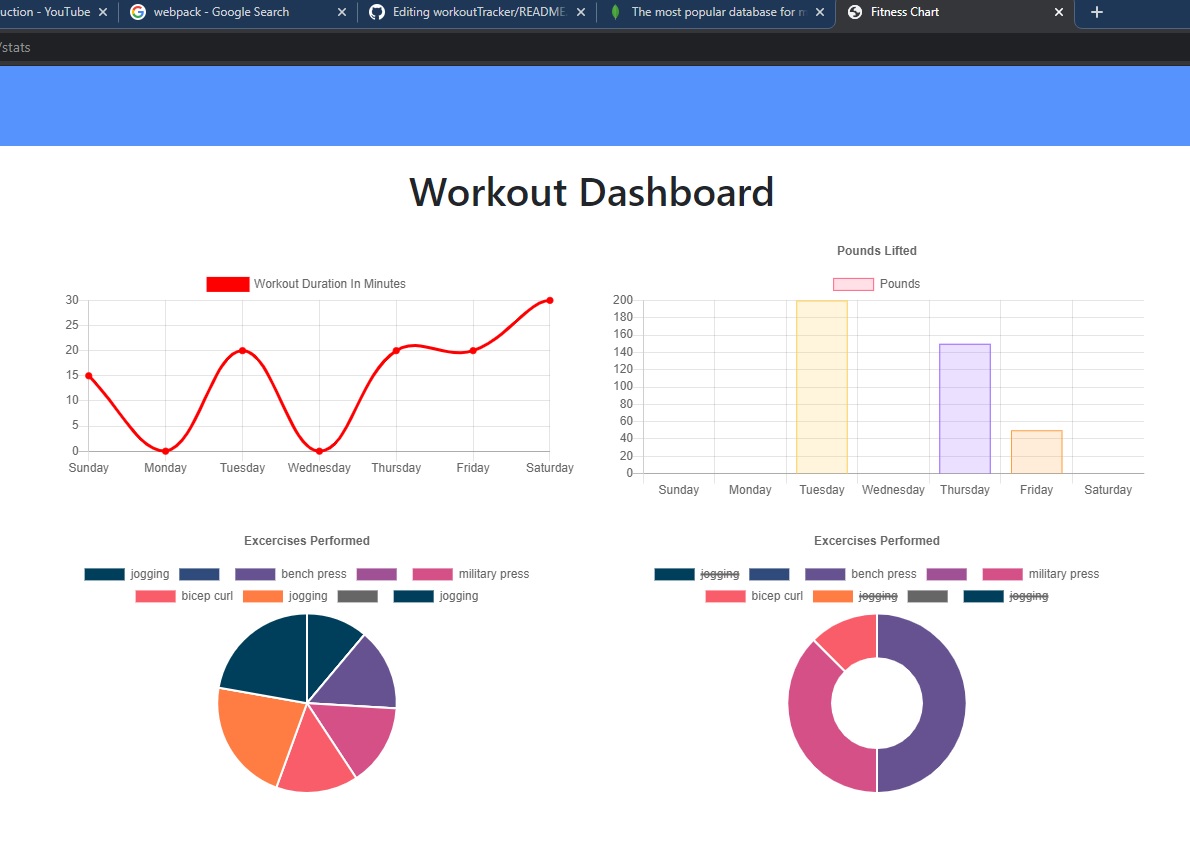 uction - YouTube
webpack - Google Search
Editing workoutTracker/README.
The most popular database for m
Fitness Chart
/stats
Workout Dashboard
Workout Duration In Minutes
30
25
20
15
10
5
0
Sunday Monday Tuesday Wednesday Thursday Friday Saturday
Pounds Lifted
Pounds
200
180
160
140
120
100
80
60
40
20
0
Sunday Monday Tuesday Wednesday Thursday Friday Saturday
Excercises Performed
jogging bench press military press
bicep curl jogging jogging
Excercises Performed
jogging bench press military press
bicep curl jogging jogging